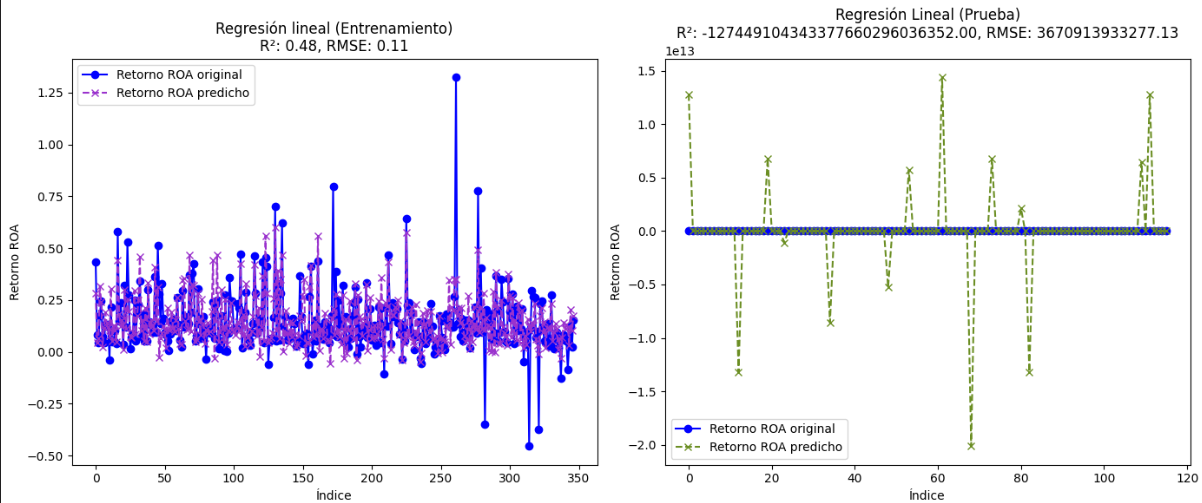 Regresión lineal (Entrenamiento)
R²: 0.48, RMSE: 0.11
Retorno ROA original
Retorno ROA predicho
1.25
1.00
0.75
0.50
0.25
0.00
−0.25
−0.50
Retorno ROA
0
50
100
150
200
250
300
350
Índice
Regresión Lineal (Prueba)
R²: -127449104343377660296036352.00, RMSE: 3670913933277.13
1e13
1.5
1.0
0.5
0.0
−0.5
−1.0
−1.5
−2.0
Retorno ROA
Retorno ROA original
Retorno ROA predicho
0
20
40
60
80
100
120
Índice